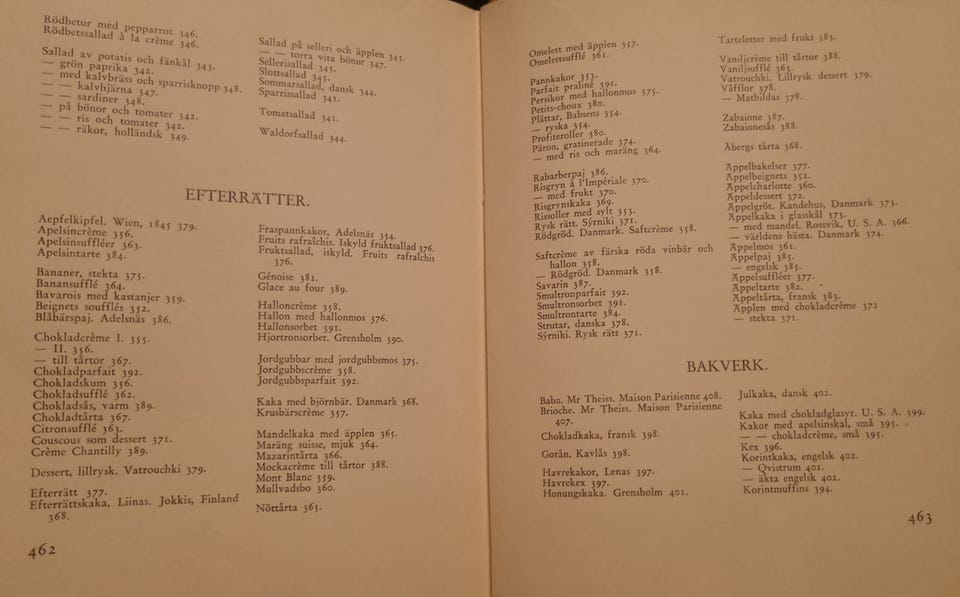 Rödbetor med pepparrot 346.
Rödbetssallad à la crème 346.
Sallad av potatis och fänkål 343.
— grön paprika 342.
— med kalvbräss och sparrisknopp 348.
— — kalvhjärna 347.
— — sardiner 348.
— på bönor och tomater 342.
— — ris och tomater 342.
— — räkor, holländsk 349.
Sallad på selleri och äpplen 345.
— — torra vita bönor 347.
Sellerisallad 345.
Slottsallad 345.
Sommarsallad, dansk 344.
Sparrissallad 341.
Tomatsallad 341.
Waldorfsallad 344.
EFTERRÄTTER.
Aepfelkipfel. Wien, 1845 379.
Apelsincrème 356.
Apelsinsuffléer 363.
Apelsintarte 384.
Bananer, stekta 375.
Banansufflé 364.
Bavarois med kastanjer 359.
Beignets soufflés 352.
Blåbärspaj. Adelsnäs 386.
Chokladcrème I. 355.
— II. 356.
— till tårtor 367.
Chokladparfait 392.
Chokladskum 356.
Chokladsufflé 362.
Chokladsås, varm 389.
Chokladtårta 367.
Citronsufflé 363.
Couscous som dessert 371.
Crème Chantilly 389.
Dessert, lillrysk. Vatrouchki 379.
Efterrätt 377.
Efterrättskaka, Liinas. Jokkis, Finland
368.
Fraspannkakor, Adelsnäs 354.
Fruits rafraîchis. Iskyld fruktsallad 376.
Fruktsallad, iskyld. Fruits rafraîchis
376.
Génoise 381.
Glace au four 389.
Halloncrème 358.
Hallon med hallonmos 376.
Hallonsorbet 391.
Hjortronsorbet. Grensholm 390.
Jordgubbar med jordgubbsmos 375.
Jordgubbscrème 358.
Jordgubbsparfait 392.
Kaka med björnbär. Danmark 368.
Krusbärscrème 357.
Mandelkaka med äpplen 365.
Maräng suisse, mjuk 364.
Mazarintårta 366.
Mockacrème till tårtor 388.
Mont Blanc 359.
Mullvadsbo 360.
Nöttårta 365.
462
Omelett med äpplen 357.
Omelettsufflé 361.
Pannkakor 353.
Parfait praliné 391.
Persikor med hallonmos 375.
Petits-choux 380.
Plättar, Babsens 354.
— ryska 354.
Profiteroller 380.
Päron, gratinerade 374.
— med ris och maräng 364.
Rabarberpaj 386.
Risgryn à l'Impériale 370.
— med frukt 370.
Risgrynskaka 369.
Rissoller med sylt 353.
Rysk rätt. Syrniki 371.
Rödgröd. Danmark. Saftcrème 358.
Saftcrème av färska röda vinbär och
hallon 358.
— Rödgröd. Danmark 358.
Savarin 387.
Smultronparfait 392.
Smultronsorbet 391.
Smultrontarte 384.
Strutar, danska 378.
Syrniki. Rysk rätt 371.
Tarteletter med frukt 383.
Vaniljcrème till tårtor 388.
Vaniljsufflé 363.
Vatrouchki. Lillrysk dessert 379.
Våfflor 378.
— Mathildas 378.
Zabaione 387.
Zabaionesås 388.
Åbergs tårta 368.
Äppelbakelser 377.
Äppelbeignets 352.
Äppelcharlotte 360.
Äppeldessert 372.
Äppelgröt. Kandehus, Danmark 373.
Äppelkaka i glasskål 373.
— med mandel. Rossvik, U. S. A. 366.
— världens bästa. Danmark 374.
Äppelmos 361.
Äppelpaj 385.
— engelsk 385.
Äppelsuffléer 377.
Äppeltarte 382.
Äppeltårta, fransk 383.
Äpplen med chokladcrème 372
— stekta 371.
BAKVERK.
Baba. Mr Theiss. Maison Parisienne 408.
Brioche. Mr Theiss. Maison Parisienne
407.
Chokladkaka, fransk 398.
Gorån. Kavlås 398.
Havrekakor, Lenas 397.
Havrekex 397.
Honungskaka. Grensholm 401.
Julkaka, dansk 402.
Kaka med chokladglasyr. U. S. A. 399.
Kakor med apelsinskal, små 395.
— — chokladcrème, små 395.
Kex 396.
Korintkaka, engelsk 402.
— Qvistrum 401.
— äkta engelsk 402.
Korintmuffins 394.
463